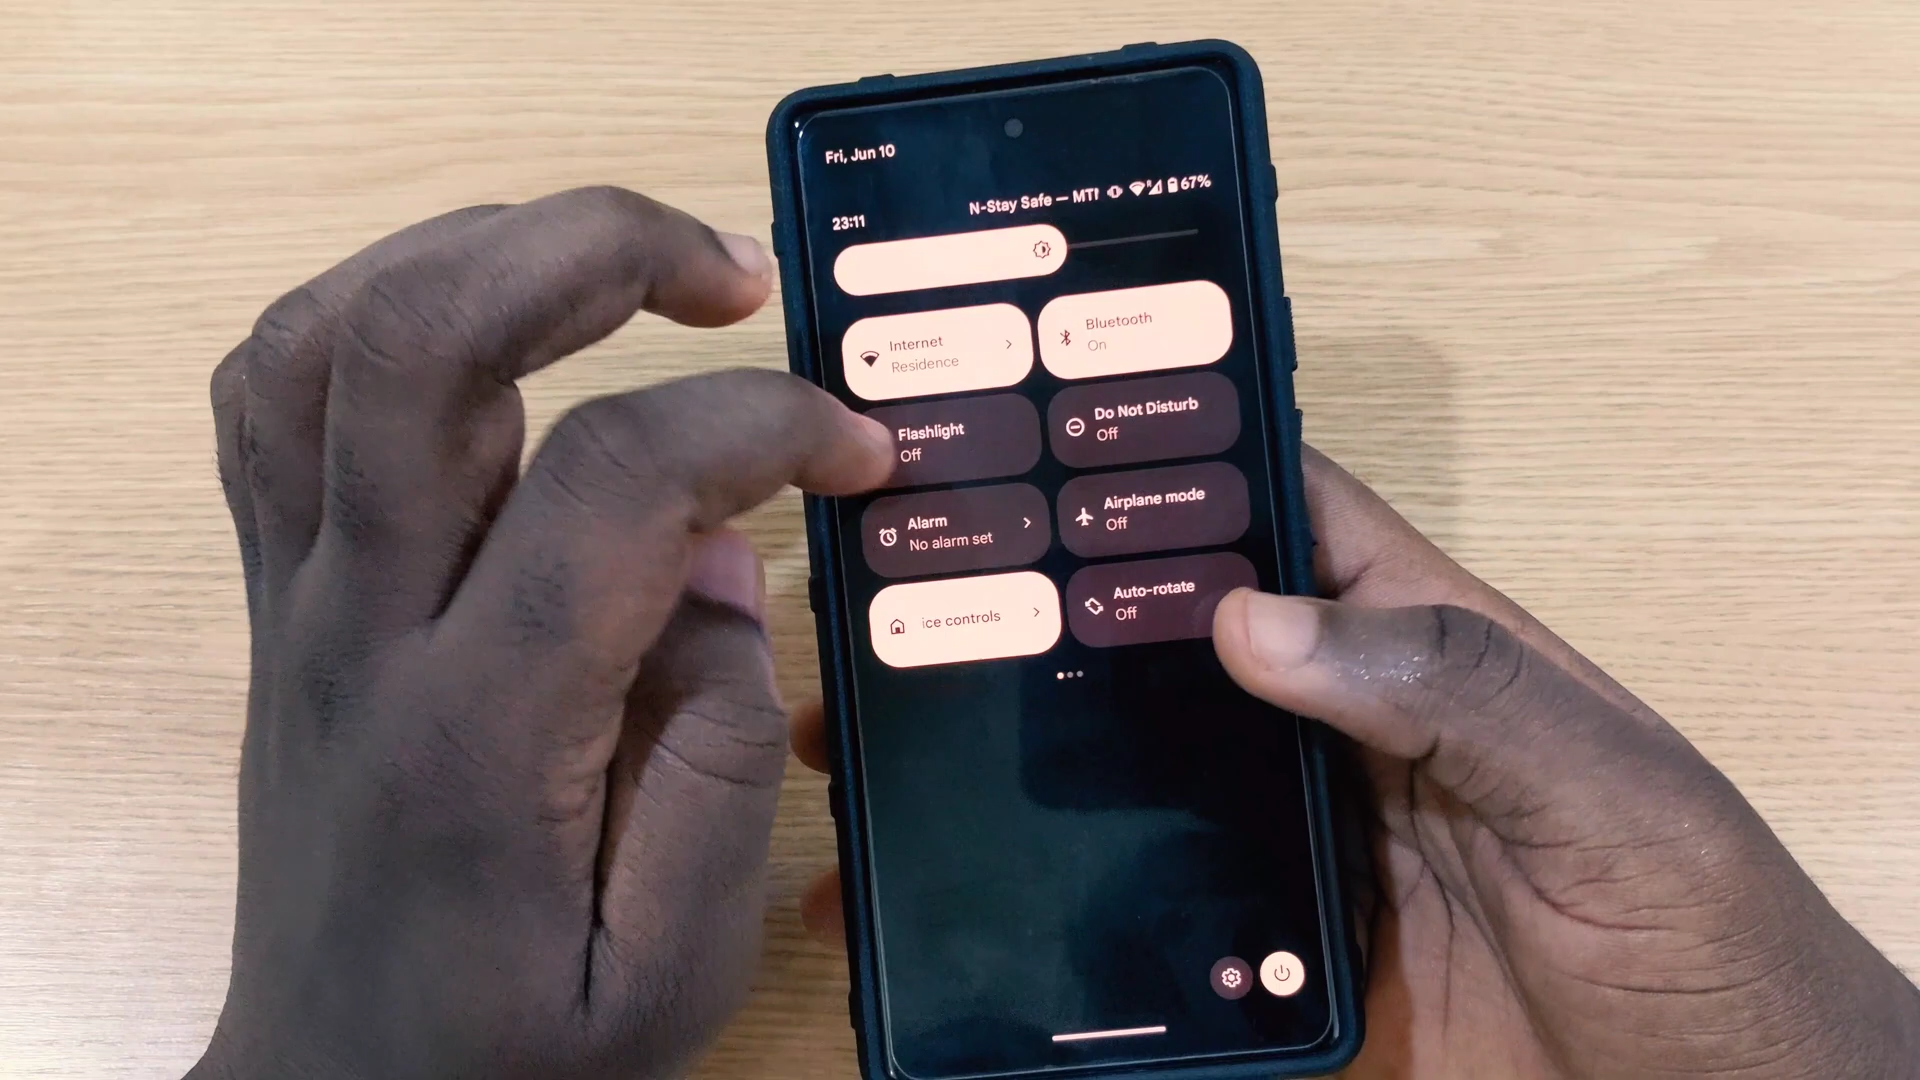 Fri, Jun 10
N-Stay Safe — MTN 67%
23:11
Internet
Residence
Bluetooth
On
Flashlight
Off
Do Not Disturb
Off
Alarm
No alarm set
Airplane mode
Off
ice controls
Auto-rotate
Off